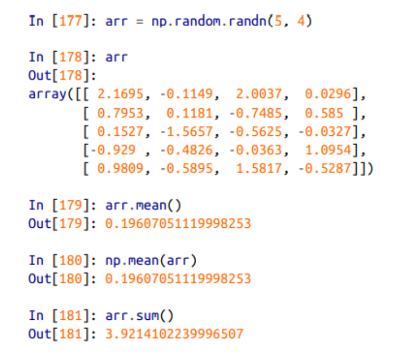 In [177]: arr = np.random.randn(5, 4)
In [178]: arr
Out[178]:
array([[ 2.1695, -0.1149, 2.0037, 0.0296],
[ 0.7953, 0.1181, -0.7485, 0.585 ],
[ 0.1527, -1.5657, -0.5625, -0.0327],
[-0.929 , -0.4826, -0.0363, 1.0954],
[ 0.9809, -0.5895, 1.5817, -0.5287]])
In [179]: arr.mean()
Out[179]: 0.19607051119998253
In [180]: np.mean(arr)
Out[180]: 0.19607051119998253
In [181]: arr.sum()
Out[181]: 3.9214102239996507